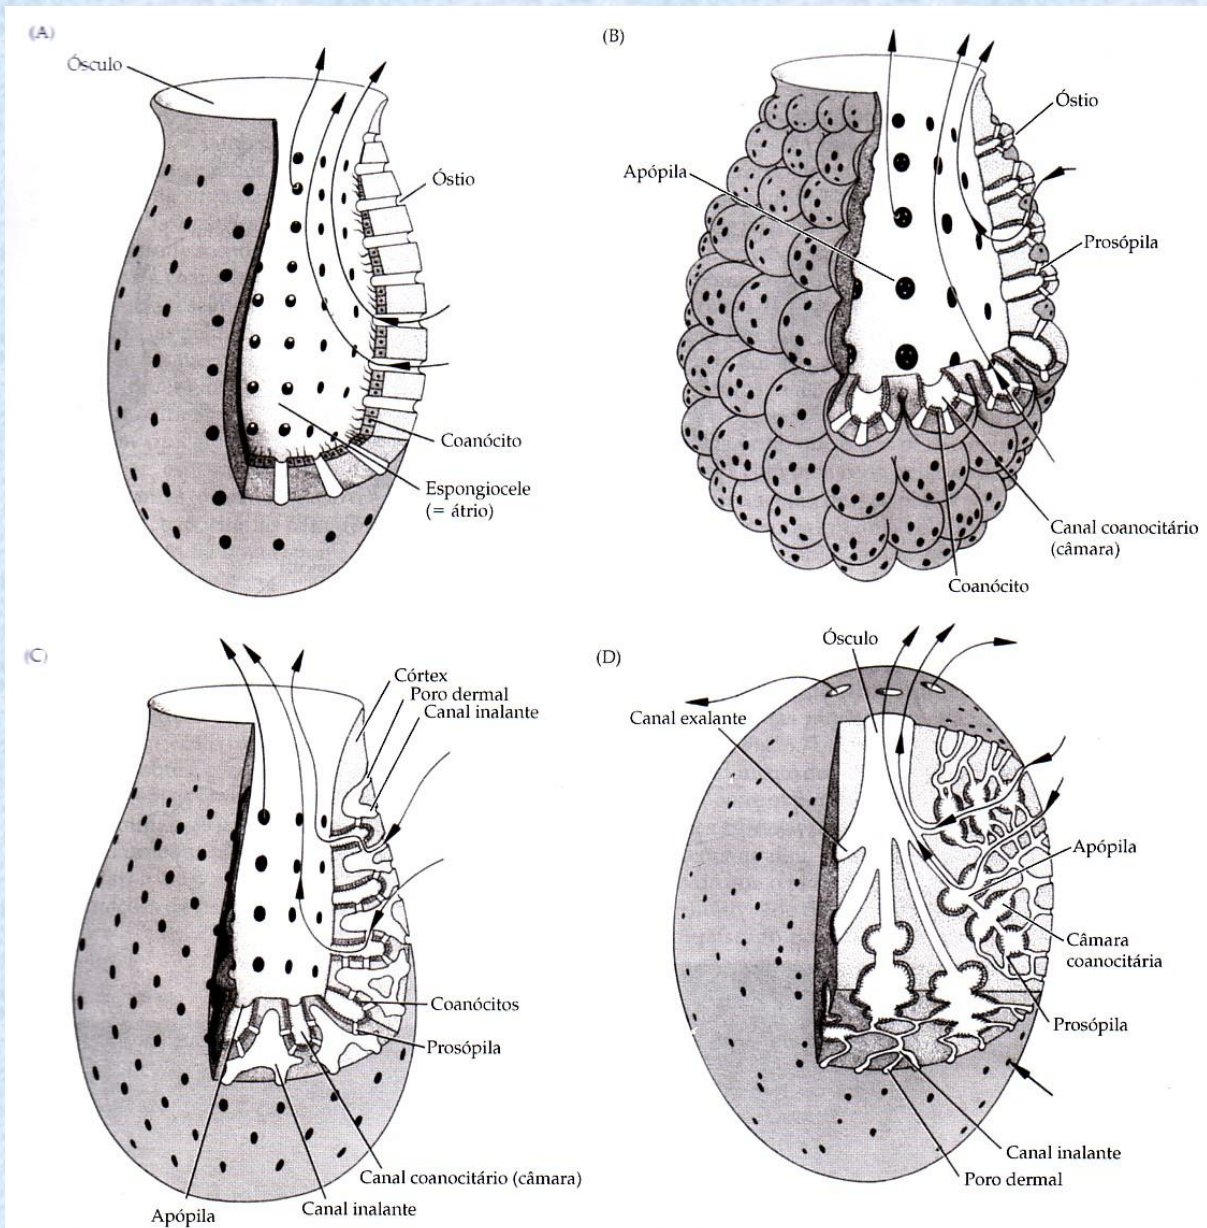 (A)
Ósculo
Óstio
Coanócito
Espongiocele
(= átrio)
(B)
Óstio
Apópila
Prosópila
Canal coanocitário
(câmara)
Coanócito
(C)
Córtex
Poro dermal
Canal inalante
Coanócitos
Prosópila
Canal coanocitário (câmara)
Canal inalante
Apópila
(D)
Ósculo
Canal exalante
Apópila
Câmara
coanocitária
Prosópila
Canal inalante
Poro dermal